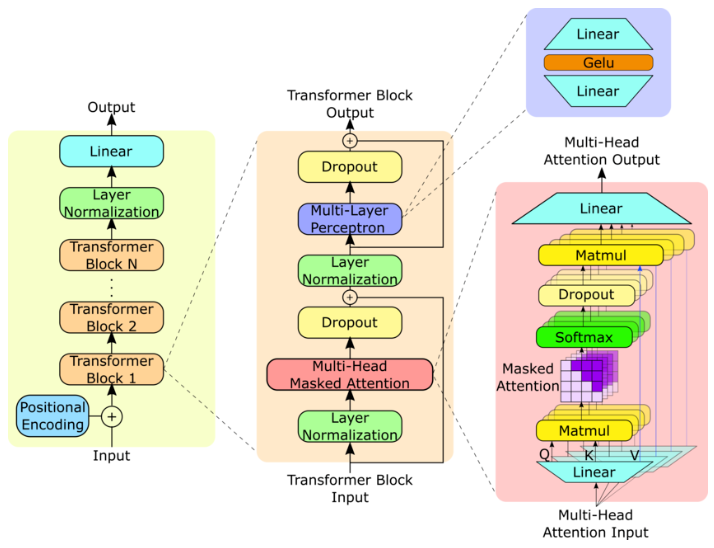 Output
Linear
Layer
Normalization
Transformer
Block N
Transformer
Block 2
Transformer
Block 1
Positional
Encoding
Input
Transformer Block
Output
Dropout
Multi-Layer
Perceptron
Layer
Normalization
Dropout
Multi-Head
Masked Attention
Layer
Normalization
Transformer Block
Input
Linear
Gelu
Linear
Multi-Head
Attention Output
Linear
Matmul
Dropout
Softmax
Masked
Attention
Matmul
Q K V
Linear
Multi-Head
Attention Input